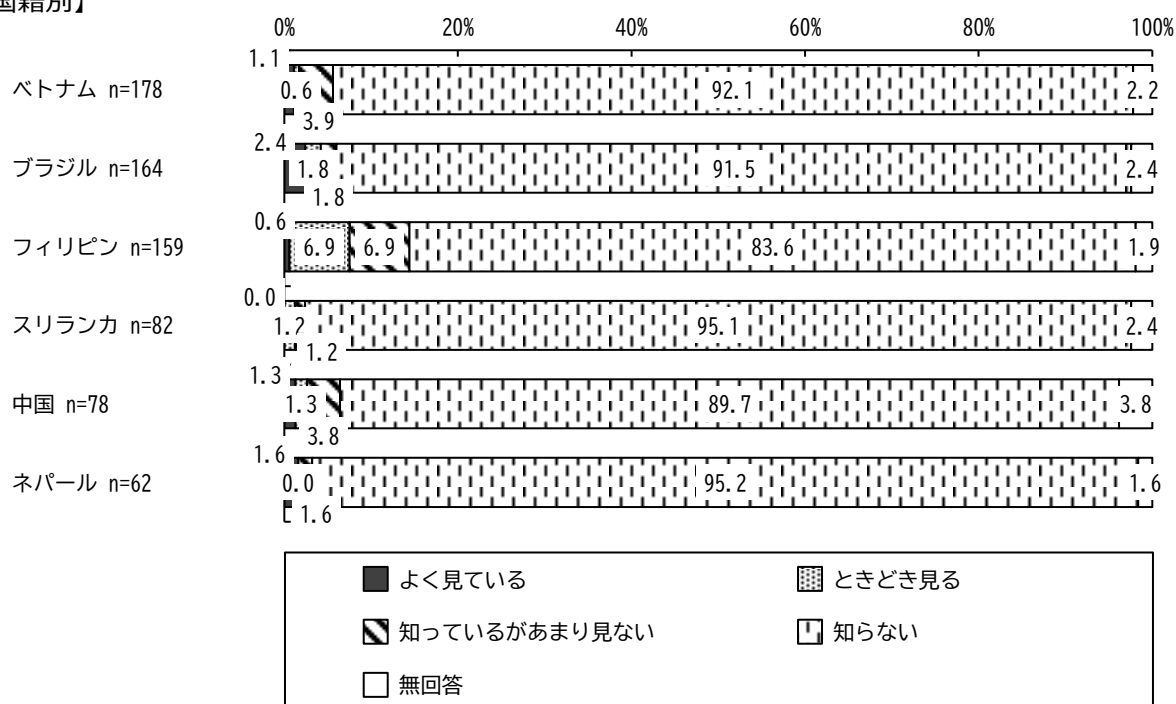 国籍別】
0% 20% 40% 60% 80% 100%
1.1
ベトナム n=178 0.6 92.1 2.2
3.9
2.4
ブラジル n=164 1.8 91.5 2.4
1.8
0.6
フィリピン n=159 6.9 6.9 83.6 1.9
0.0
スリランカ n=82 1.2 95.1 2.4
1.2
1.3
中国 n=78 1.3 89.7 3.8
3.8
1.6
ネパール n=62 0.0 95.2 1.6
1.6
よく見ている ときどき見る
知っているがあまり見ない 知らない
無回答